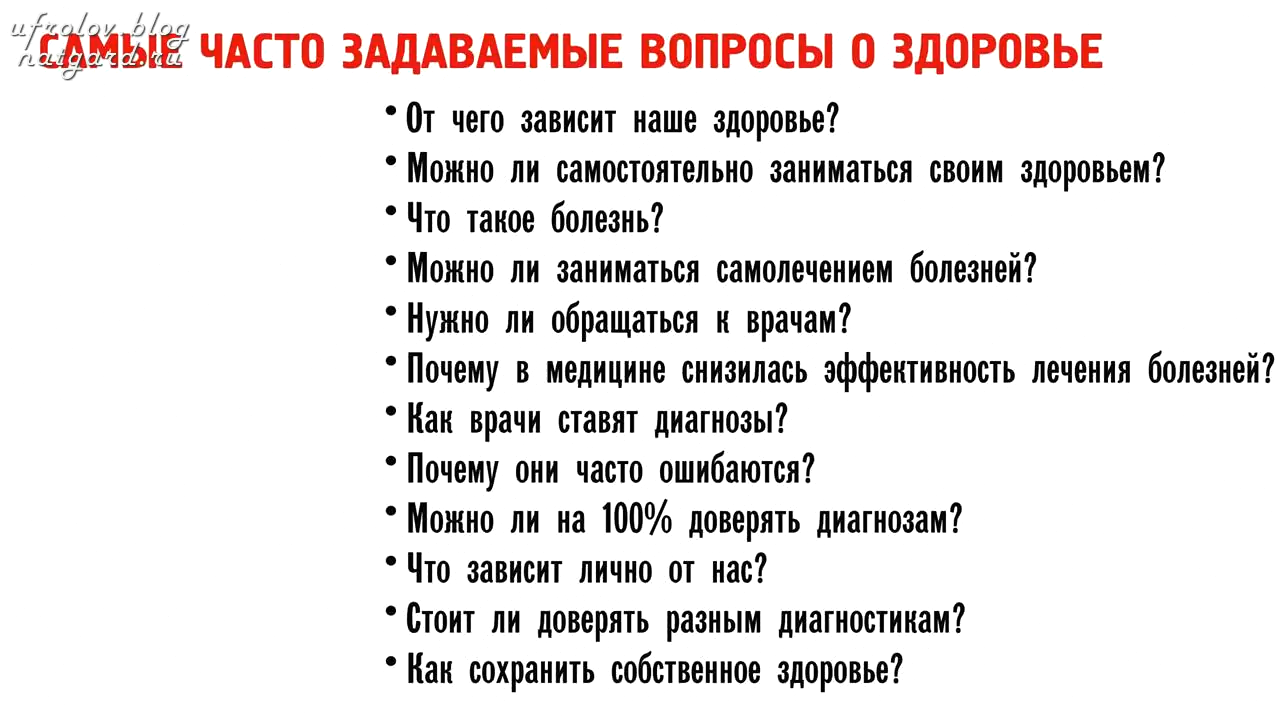 ufrolov.blog
natgard.ru
САМЫЕ ЧАСТО ЗАДАВАЕМЫЕ ВОПРОСЫ О ЗДОРОВЬЕ
• От чего зависит наше здоровье?
• Можно ли самостоятельно заниматься своим здоровьем?
• Что такое болезнь?
• Можно ли заниматься самолечением болезней?
• Нужно ли обращаться к врачам?
• Почему в медицине снизилась эффективность лечения болезней?
• Как врачи ставят диагнозы?
• Почему они часто ошибаются?
• Можно ли на 100% доверять диагнозам?
• Что зависит лично от нас?
• Стоит ли доверять разным диагностикам?
• Как сохранить собственное здоровье?